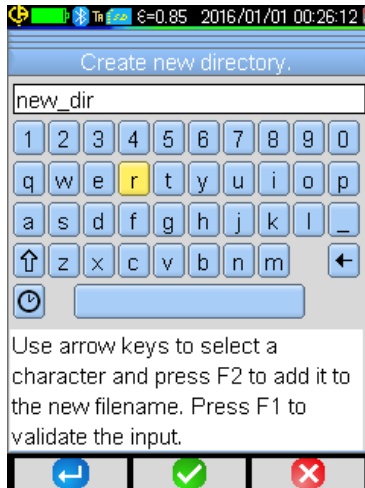 TR ε=0.85 2016/01/01 00:26:12
Create new directory.
new_dir
1 2 3 4 5 6 7 8 9 0
q w e r t y u i o p
a s d f g h j k l _
z x c v b n m
Use arrow keys to select a
character and press F2 to add it to
the new filename. Press F1 to
validate the input.